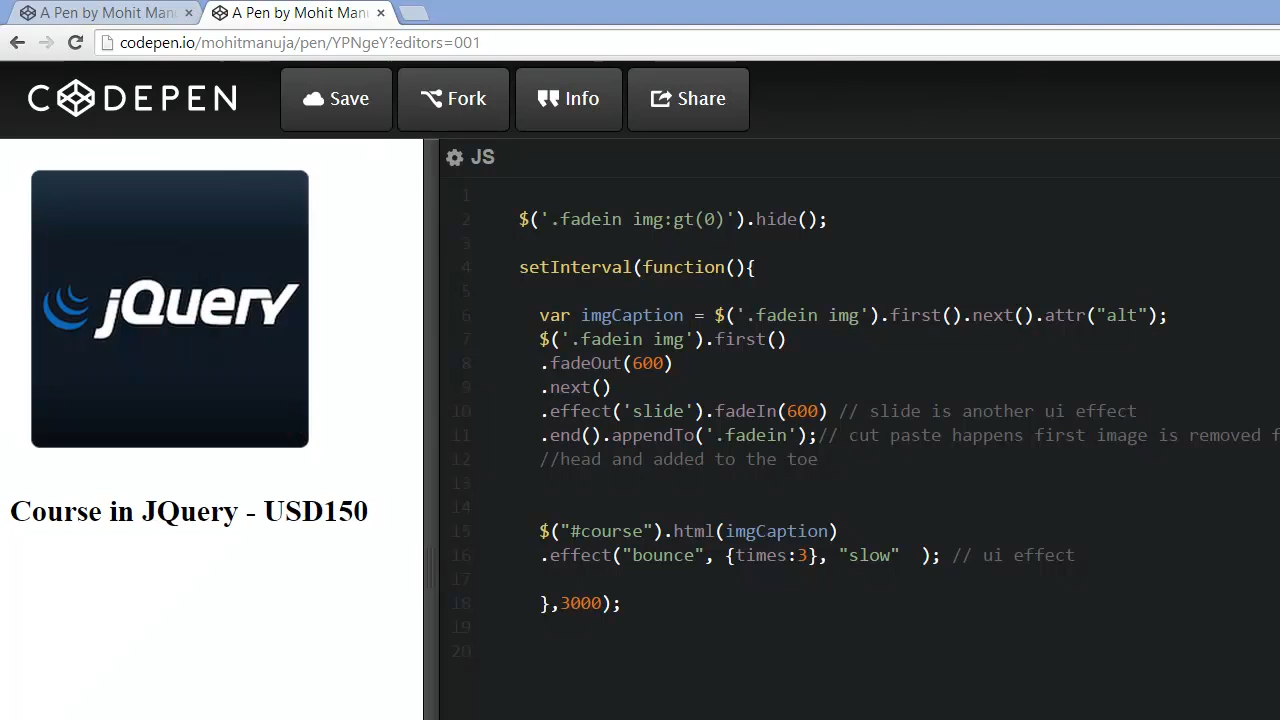 A Pen by Mohit Manu × A Pen by Mohit Manu ×
codepen.io/mohitmanuja/pen/YPNgeY?editors=001
CODEPEN Save Fork Info Share
jQuery
Course in JQuery - USD150
JS
1
2 $('.fadein img:gt(0)').hide();
3
4 setInterval(function(){
5
6 var imgCaption = $('.fadein img').first().next().attr("alt");
7 $('.fadein img').first()
8 .fadeOut(600)
9 .next()
10 .effect('slide').fadeIn(600) // slide is another ui effect
11 .end().appendTo('.fadein');// cut paste happens first image is removed f
12 //head and added to the toe
13
14
15 $("#course").html(imgCaption)
16 .effect("bounce", {times:3}, "slow" ); // ui effect
17
18 },3000);
19
20